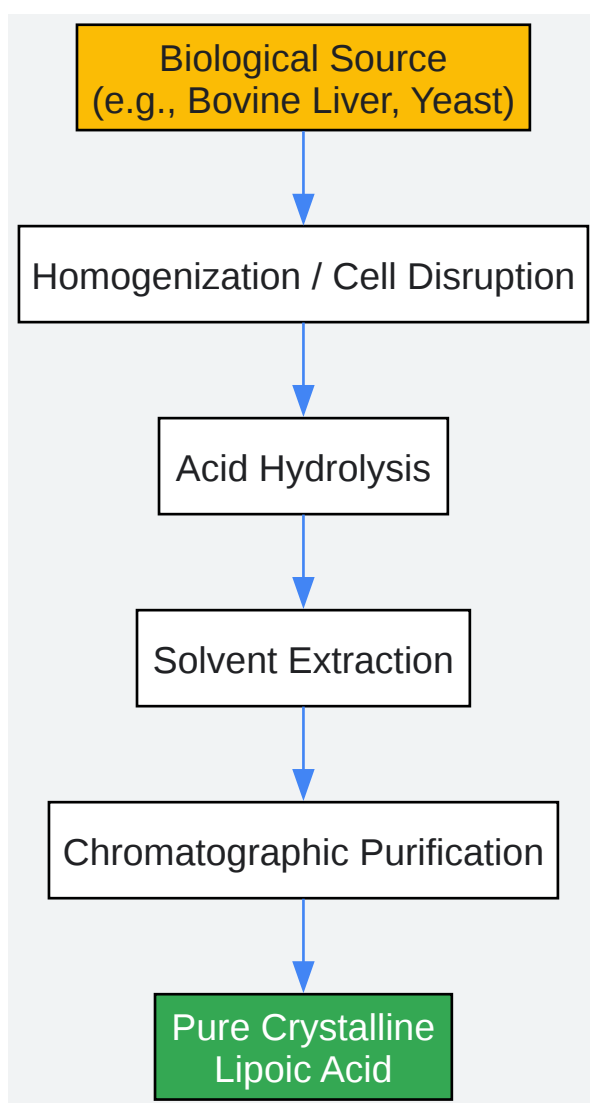 Biological Source
(e.g., Bovine Liver, Yeast)
Homogenization / Cell Disruption
Acid Hydrolysis
Solvent Extraction
Chromatographic Purification
Pure Crystalline
Lipoic Acid